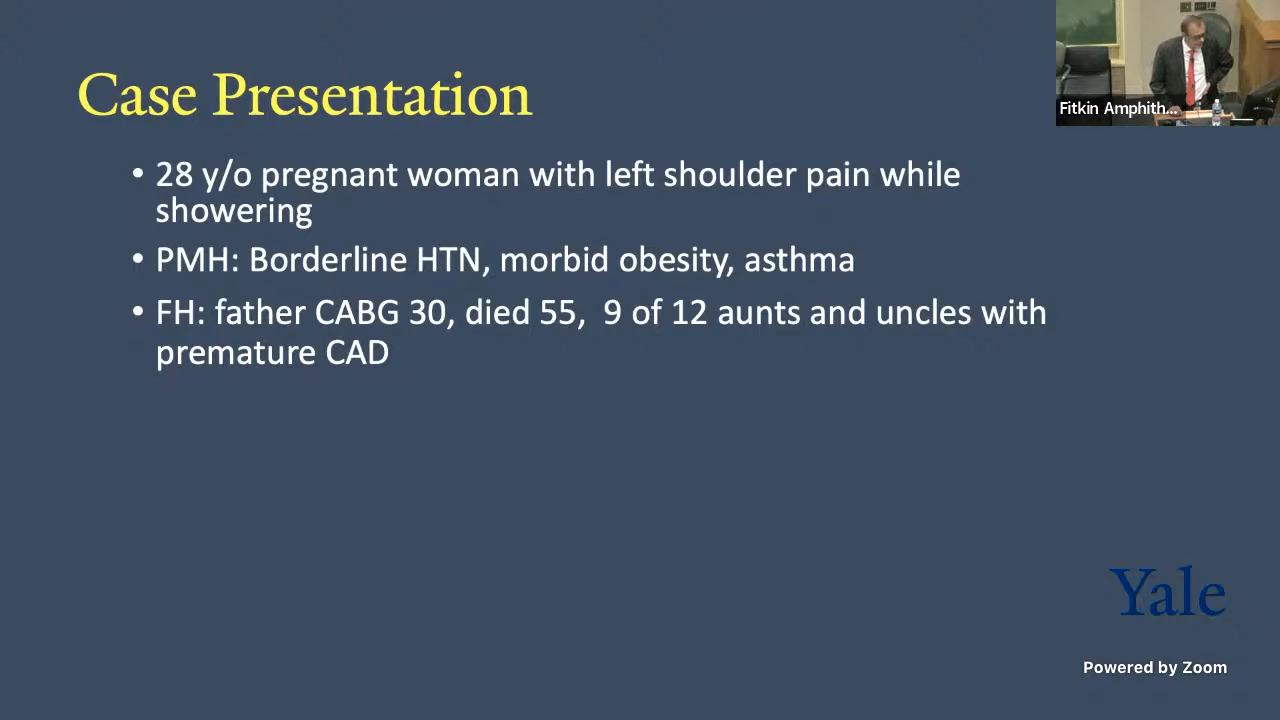 Case Presentation
Fitkin Amphith...
• 28 y/o pregnant woman with left shoulder pain while
showering
• PMH: Borderline HTN, morbid obesity, asthma
• FH: father CABG 30, died 55,  9 of 12 aunts and uncles with
premature CAD
Yale
Powered by Zoom